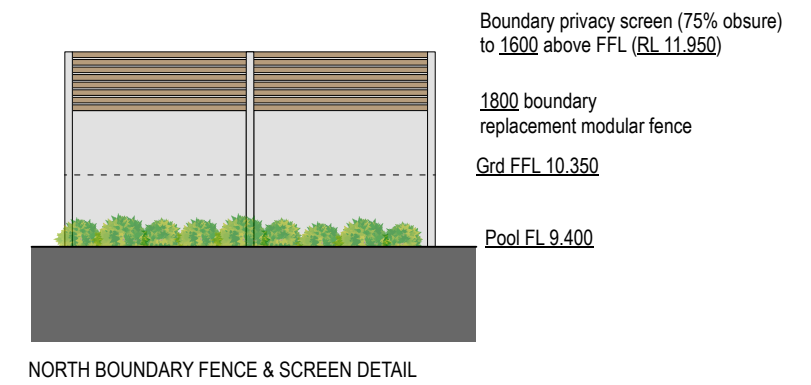 Boundary privacy screen (75% obsure)
to 1600 above FFL (RL 11.950)
1800 boundary
replacement modular fence
Grd FFL 10.350
Pool FL 9.400
NORTH BOUNDARY FENCE & SCREEN DETAIL